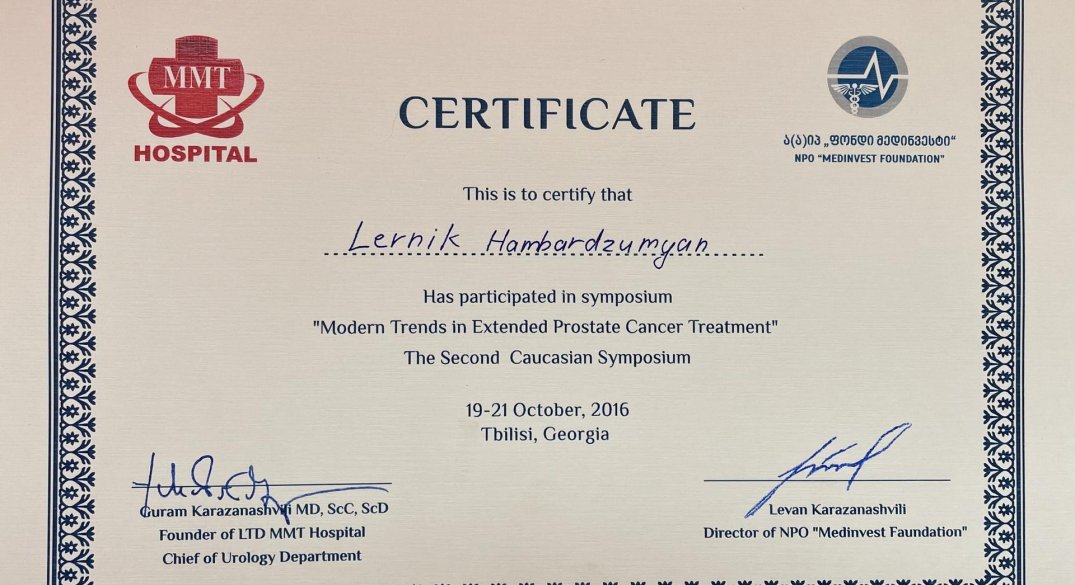 MMT
HOSPITAL
CERTIFICATE
ა(ა)იპ „ფონდი მედინვესტი“
NPO “MEDINVEST FOUNDATION”
This is to certify that
Lernik Hambardzumyan
Has participated in symposium
"Modern Trends in Extended Prostate Cancer Treatment"
The Second Caucasian Symposium
19-21 October, 2016
Tbilisi, Georgia
Guram Karazanashvili MD, ScC, ScD
Founder of LTD MMT Hospital
Chief of Urology Department
Levan Karazanashvili
Director of NPO "Medinvest Faundation"